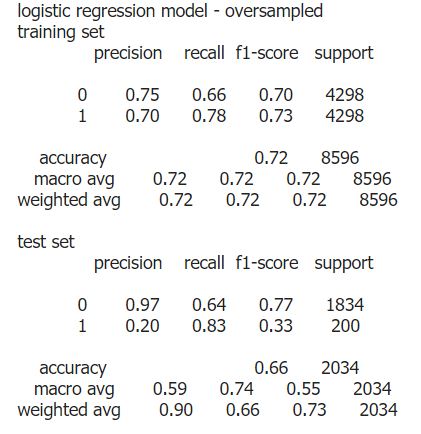 logistic regression model - oversampled
training set
precision recall f1-score support
0 0.75 0.66 0.70 4298
1 0.70 0.78 0.73 4298
accuracy 0.72 8596
macro avg 0.72 0.72 0.72 8596
weighted avg 0.72 0.72 0.72 8596
test set
precision recall f1-score support
0 0.97 0.64 0.77 1834
1 0.20 0.83 0.33 200
accuracy 0.66 2034
macro avg 0.59 0.74 0.55 2034
weighted avg 0.90 0.66 0.73 2034